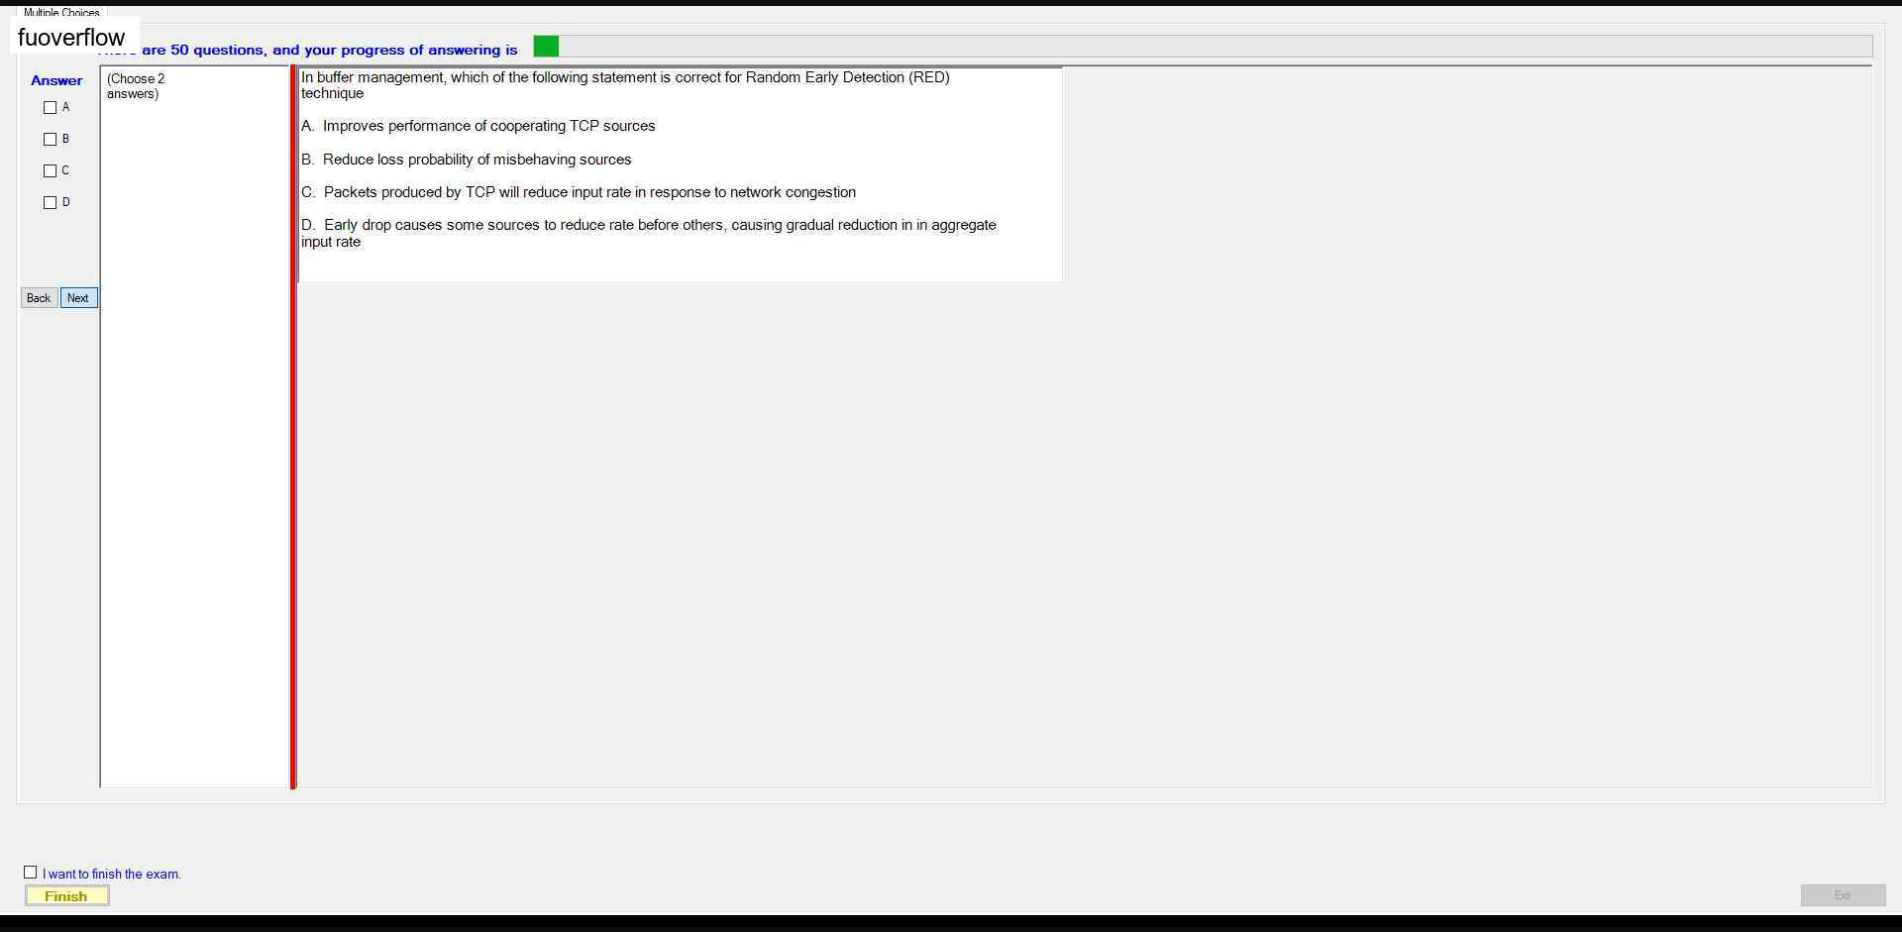 Multiple Choices
fuoverflow
are 50 questions, and your progress of answering is
Answer
(Choose 2
answers)
A
B
C
D
Back Next
In buffer management, which of the following statement is correct for Random Early Detection (RED)
technique
A. Improves performance of cooperating TCP sources
B. Reduce loss probability of misbehaving sources
C. Packets produced by TCP will reduce input rate in response to network congestion
D. Early drop causes some sources to reduce rate before others, causing gradual reduction in in aggregate
input rate
I want to finish the exam.
Finish
Exit